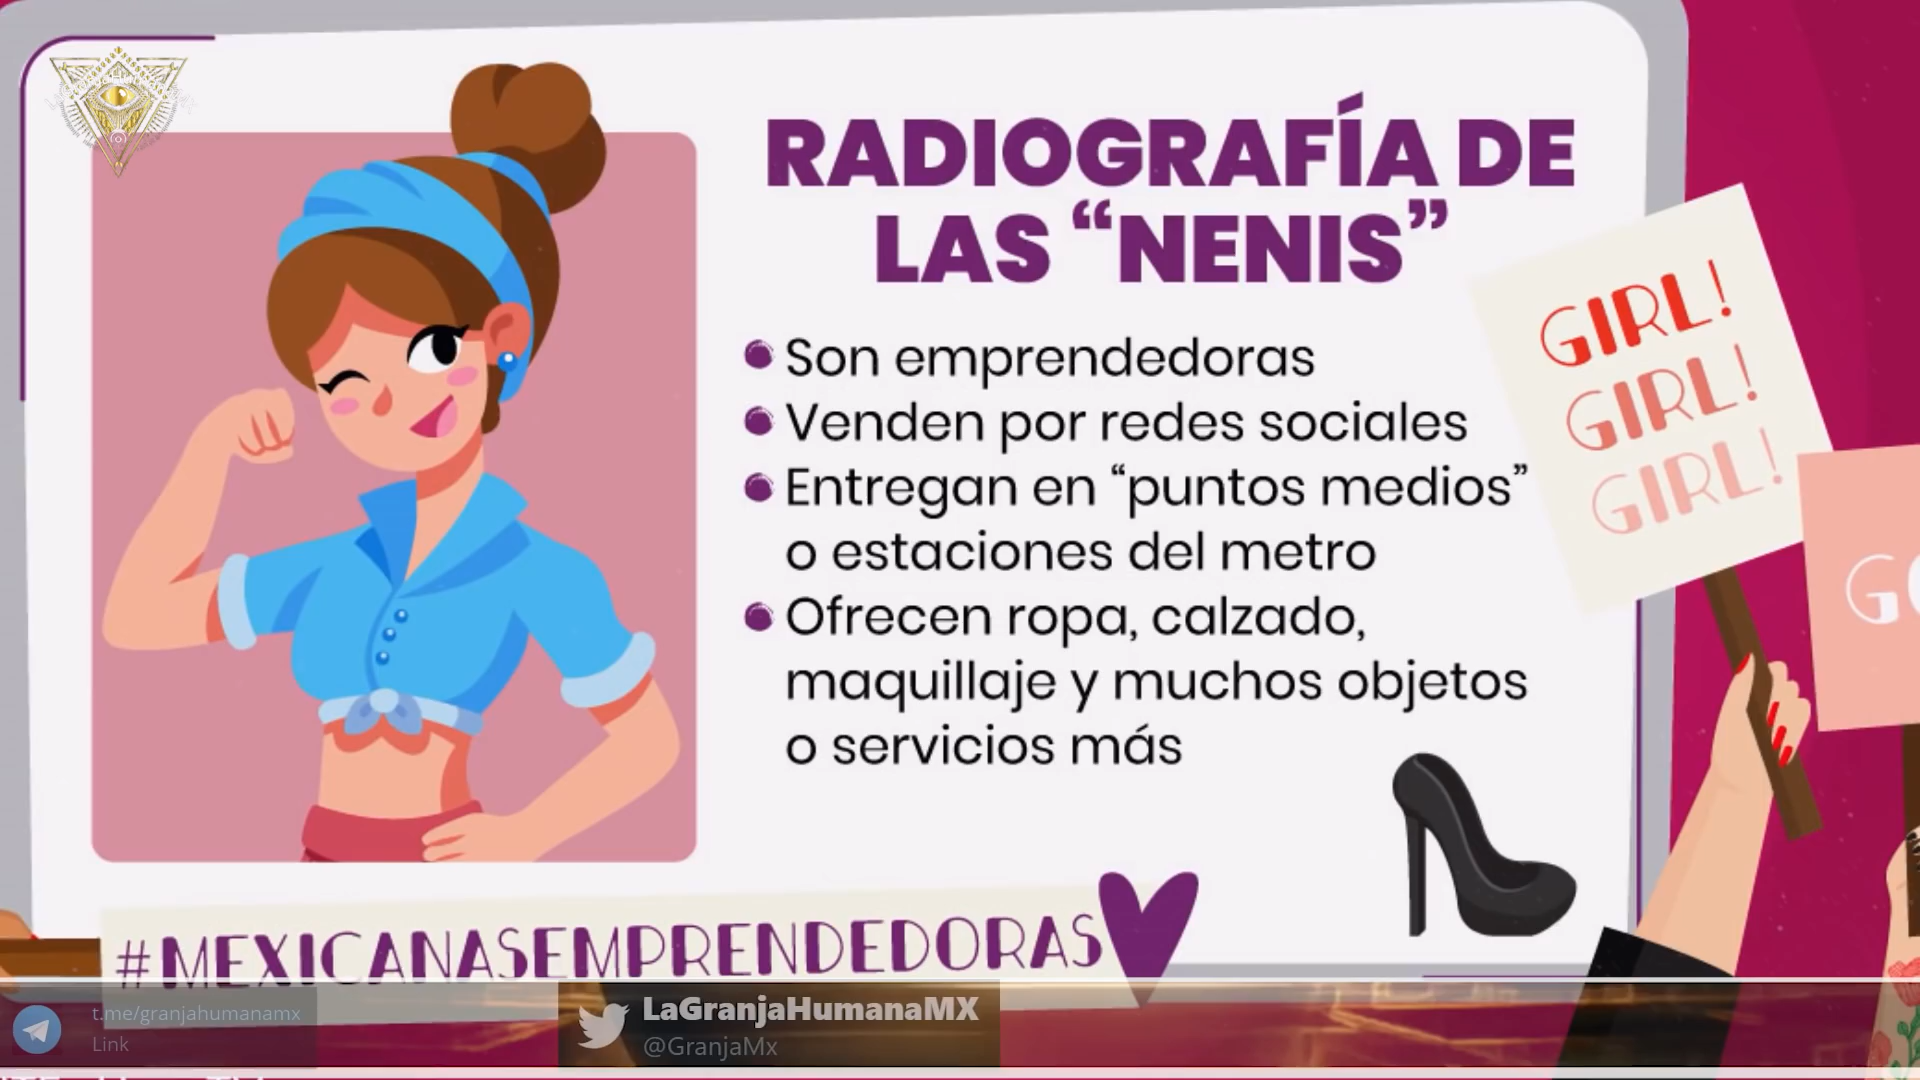 RADIOGRAFÍA DE
LAS “NENIS”
Son emprendedoras
Venden por redes sociales
Entregan en “puntos medios”
o estaciones del metro
Ofrecen ropa, calzado,
maquillaje y muchos objetos
o servicios más
GIRL!
GIRL!
GIRL!
#MEXICANASEMPRENDEDORAS
t.me/granjahumanamx
Link
LaGranjaHumanaMX
@GranjaMx